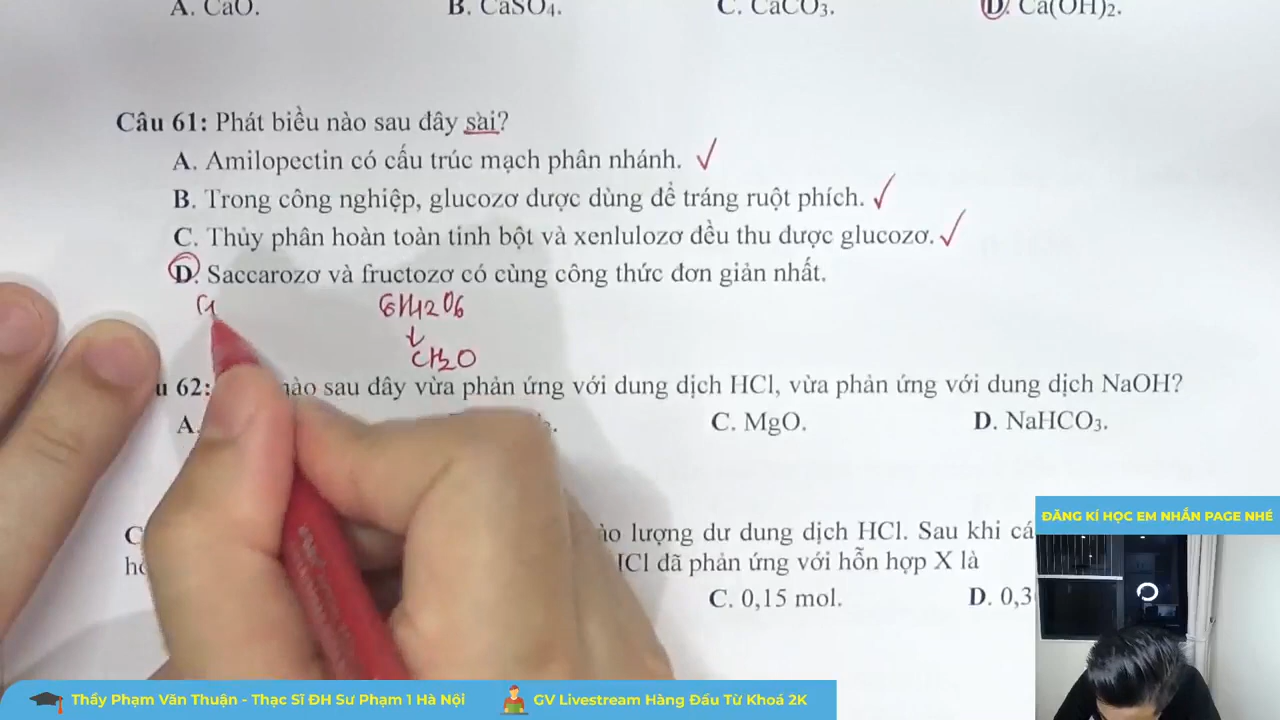 A. CaO. B. CaSO₄. C. CaCO₃. D. Ca(OH)₂.
Câu 61: Phát biểu nào sau đây sai?
A. Amilopectin có cấu trúc mạch phân nhánh.
B. Trong công nghiệp, glucozơ được dùng để tráng ruột phích.
C. Thủy phân hoàn toàn tinh bột và xenlulozơ đều thu được glucozơ.
D. Saccarozơ và fructozơ có cùng công thức đơn giản nhất.
C6H12O6
CH2O
u 62: nào sau đây vừa phản ứng với dung dịch HCl, vừa phản ứng với dung dịch NaOH?
A. C. MgO. D. NaHCO₃.
lượng dư dung dịch HCl. Sau khi
HCl đã phản ứng với hỗn hợp X là
C. 0,15 mol. D. 0,3
ĐĂNG KÍ HỌC EM NHẮN PAGE NHÉ
Thầy Phạm Văn Thuận - Thạc Sĩ ĐH Sư Phạm 1 Hà Nội GV Livestream Hàng Đầu Từ Khoá 2K